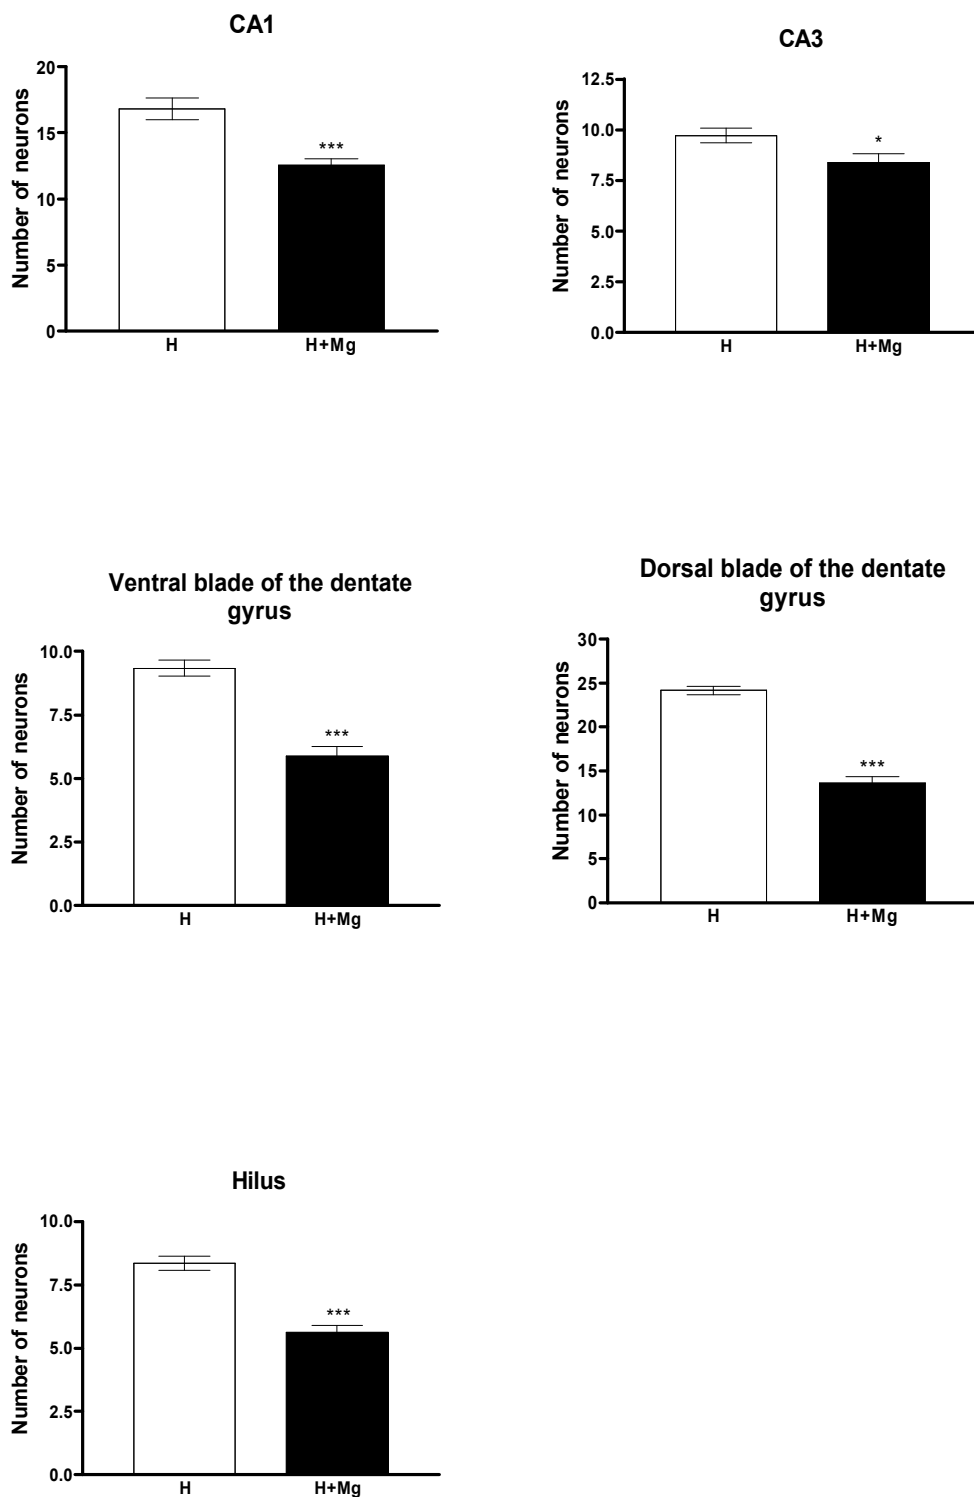 CA1
Number of neurons
20
15
10
5
0
***
H
H+Mg
CA3
Number of neurons
12.5
10.0
7.5
5.0
2.5
0.0
*
H
H+Mg
Ventral blade of the dentate
gyrus
Number of neurons
10.0
7.5
5.0
2.5
0.0
***
H
H+Mg
Dorsal blade of the dentate
gyrus
Number of neurons
30
25
20
15
10
5
0
***
H
H+Mg
Hilus
Number of neurons
10.0
7.5
5.0
2.5
0.0
***
H
H+Mg